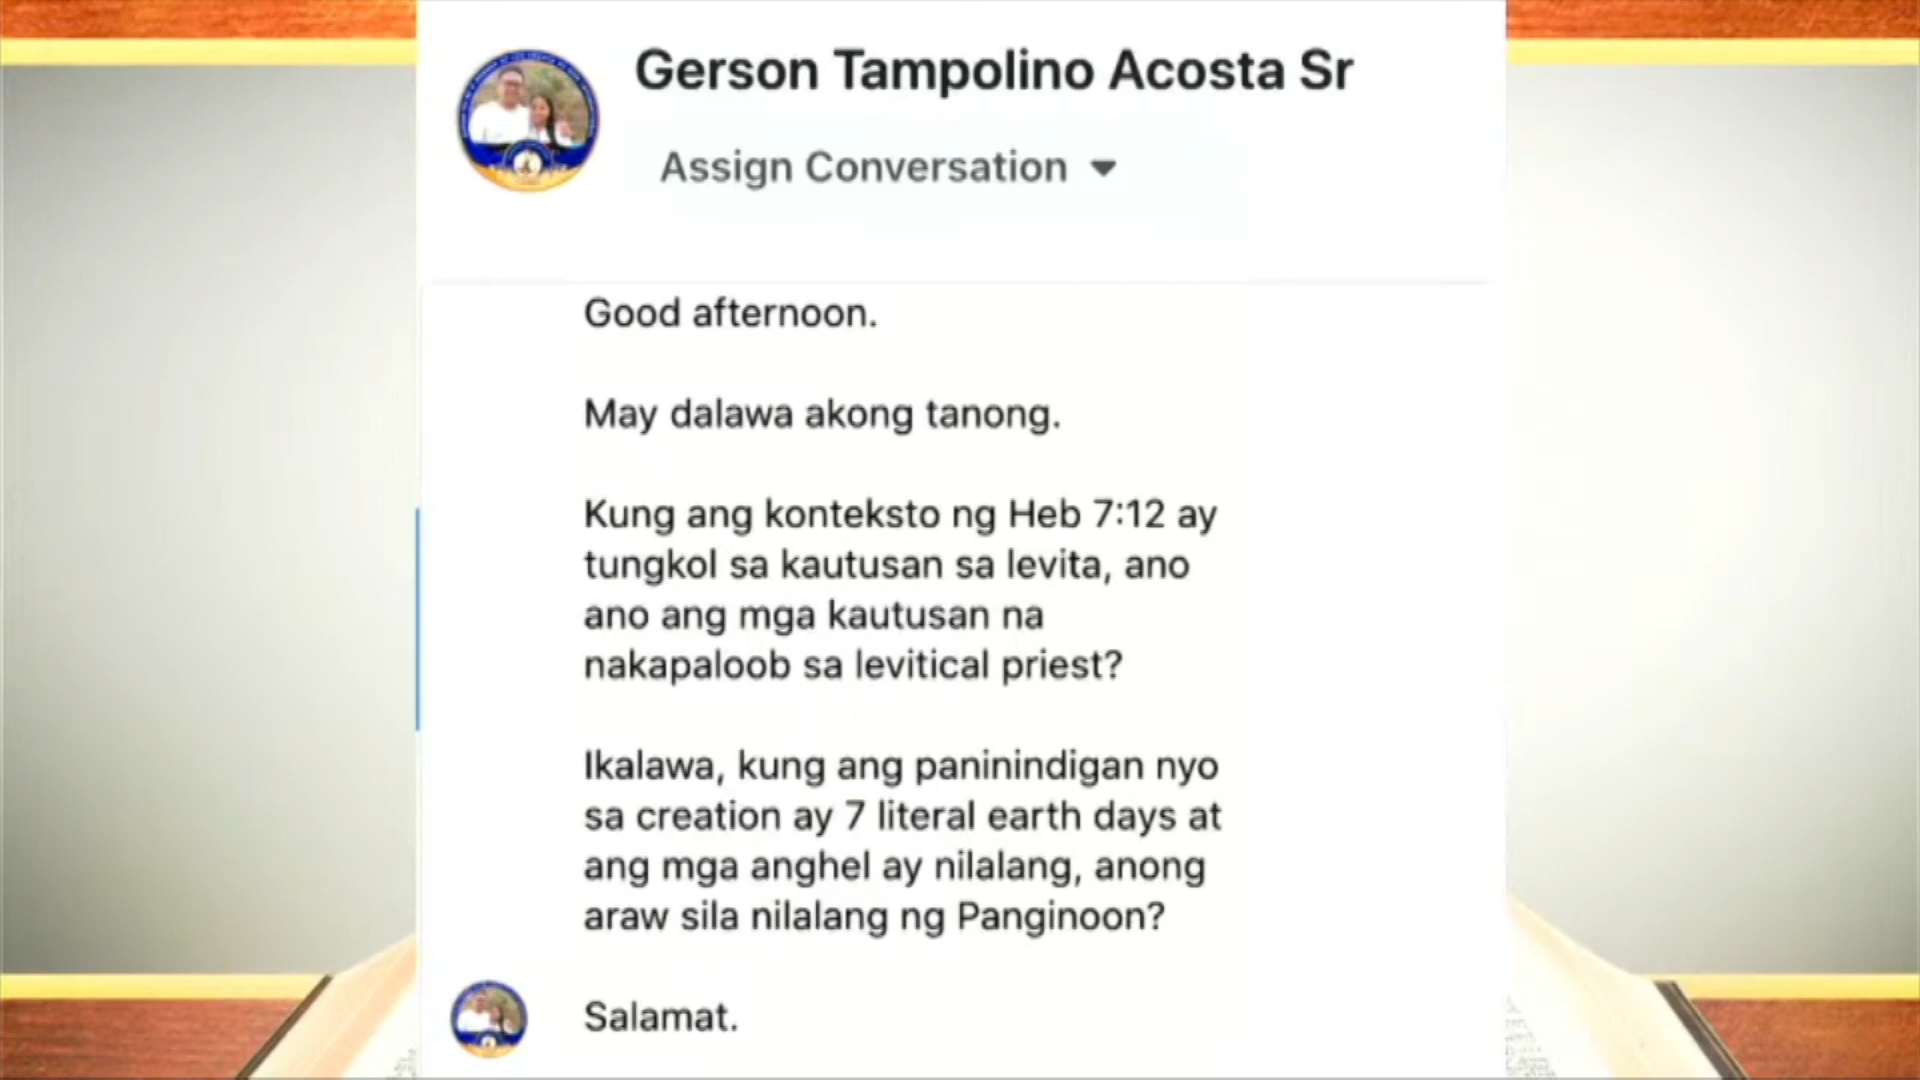 Gerson Tampolino Acosta Sr
Assign Conversation
Good afternoon.
May dalawa akong tanong.
Kung ang konteksto ng Heb 7:12 ay
tungkol sa kautusan sa levita, ano
ano ang mga kautusan na
nakapaloob sa levitical priest?
Ikalawa, kung ang paninindigan nyo
sa creation ay 7 literal earth days at
ang mga anghel ay nilalang, anong
araw sila nilalang ng Panginoon?
Salamat.